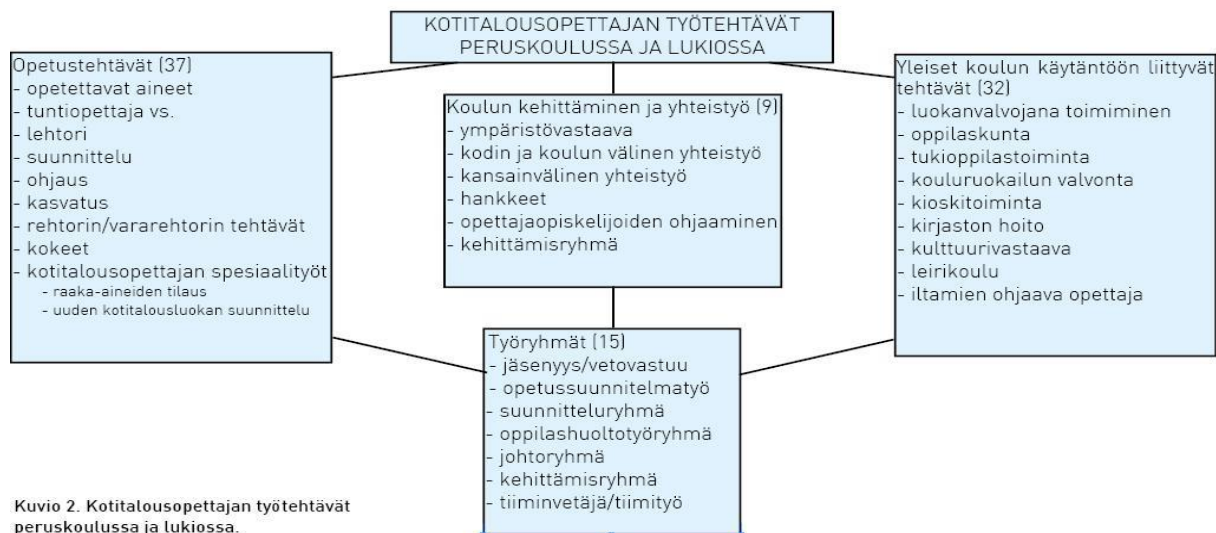 KOTITALOUSOPETTAJAN TYÖTEHTÄVÄT
PERUSKOULUSSA JA LUKIOSSA
Opetustehtävät (37)
- opetettavat aineet
- tuntiopettaja vs.
- lehtori
- suunnittelu
- ohjaus
- kasvatus
- rehtorin/vararehtorin tehtävät
- kokeet
- kotitalousopettajan spesiaalityöt
- raaka-aineiden tilaus
- uuden kotitalousluokan suunnittelu
Koulun kehittäminen ja yhteistyö (9)
- ympäristövastaava
- kodin ja koulun välinen yhteistyö
- kansainvälinen yhteistyö
- hankkeet
- opettajaopiskelijoiden ohjaaminen
- kehittämisryhmä
Yleiset koulun käytäntöön liittyvät
tehtävät (32)
- luokanvalvojana toimiminen
- oppilaskunta
- tukioppilastoiminta
- kouluruokailun valvonta
- kioskitoiminta
- kirjaston hoito
- kulttuurivastaava
- leirikoulu
- iltamien ohjaava opettaja
Työryhmät (15)
- jäsenyys/vetovastuu
- opetussuunnitelmatyö
- suunnitteluryhmä
- oppilashuoltotyöryhmä
- johtoryhmä
- kehittämisryhmä
- tiiminvetäjä/tiimityö
Kuvio 2. Kotitalousopettajan työtehtävät
peruskoulussa ja lukiossa.